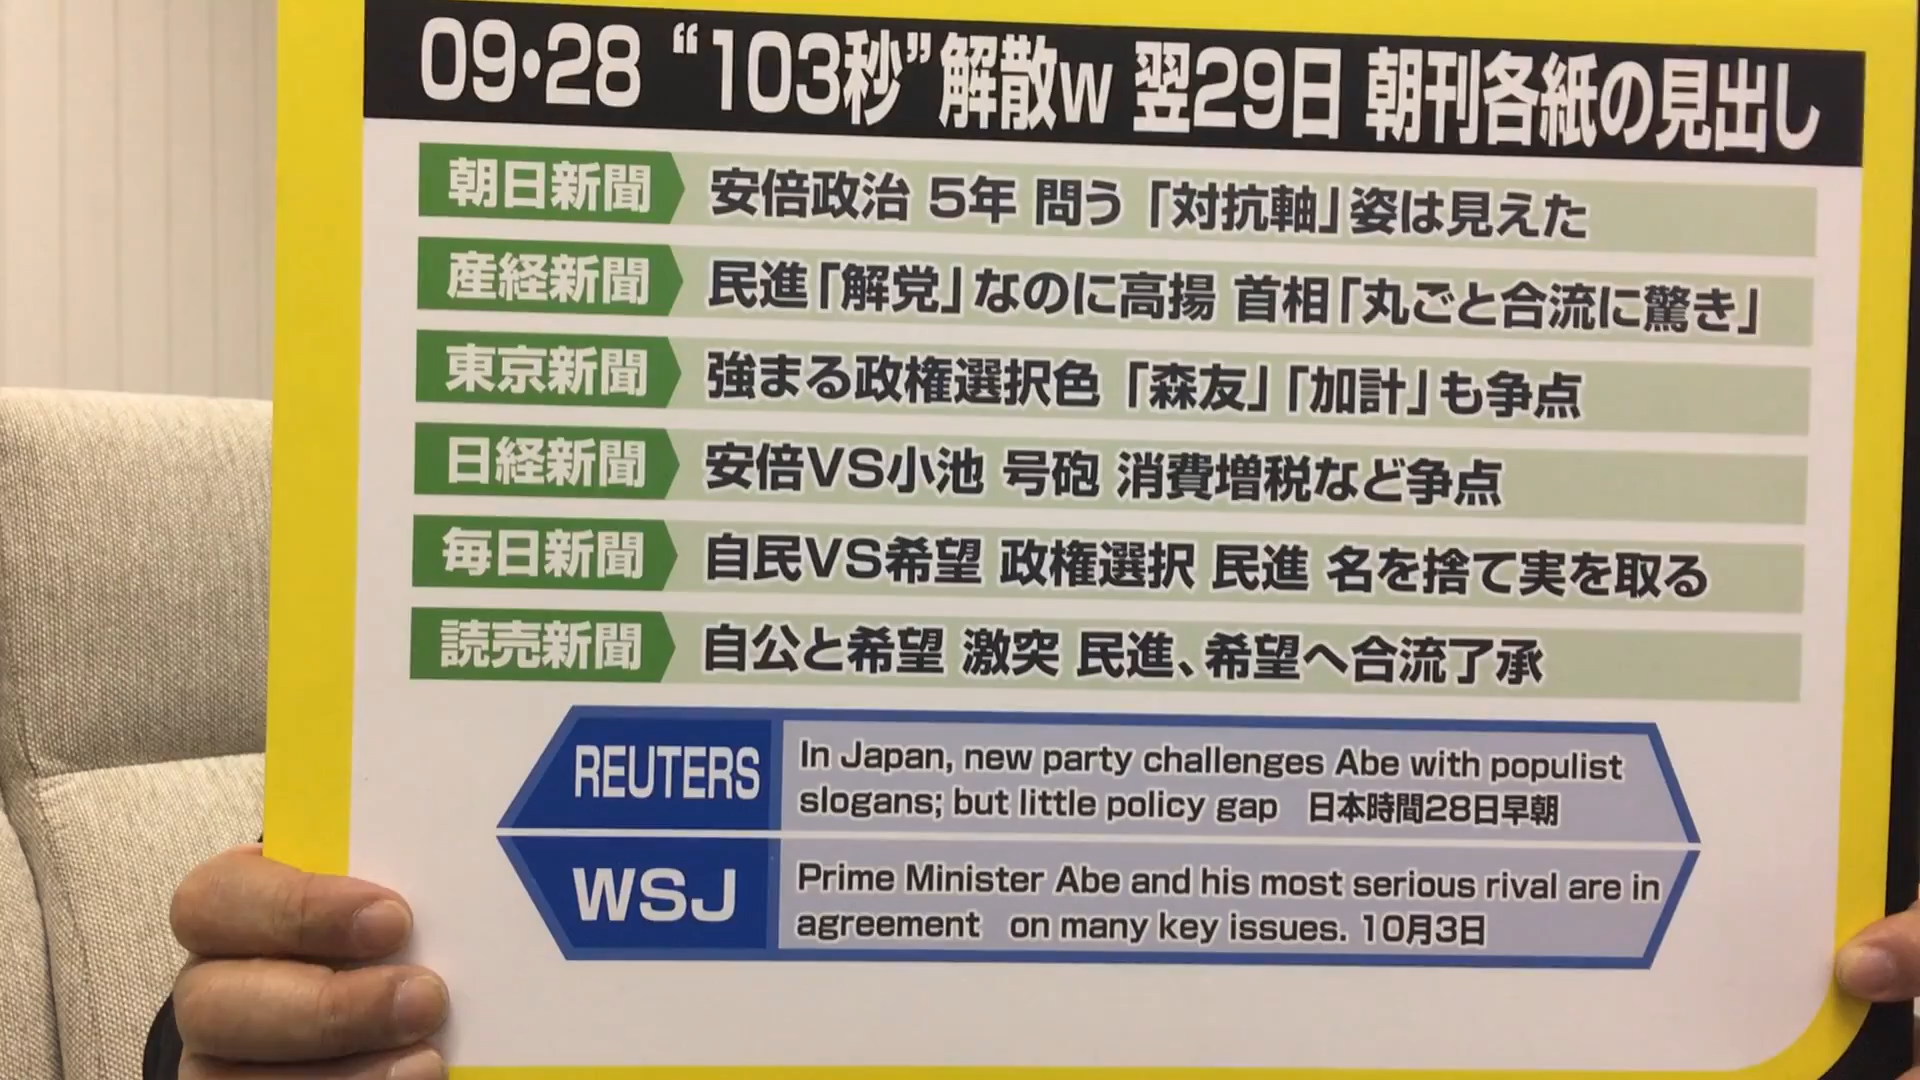 09・28 “103秒”解散w 翌29日 朝刊各紙の見出し
朝日新聞 安倍政治 5年 問う「対抗軸」姿は見えた
産経新聞 民進「解党」なのに高揚 首相「丸ごと合流に驚き」
東京新聞 強まる政権選択色「森友」「加計」も争点
日経新聞 安倍VS小池 号砲 消費増税など争点
毎日新聞 自民VS希望 政権選択 民進 名を捨て実を取る
読売新聞 自公と希望 激突 民進、希望へ合流了承
REUTERS
In Japan, new party challenges Abe with populist
slogans; but little policy gap 日本時間28日早朝
WSJ
Prime Minister Abe and his most serious rival are in
agreement on many key issues. 10月3日